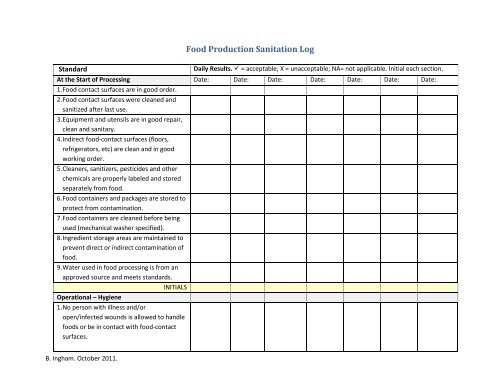 Food Production Sanitation Log
Standard Daily Results. ✓ = acceptable; X = unacceptable; NA= not applicable. Initial each section.
At the Start of Processing Date: Date: Date: Date: Date: Date: Date:
1.Food contact surfaces are in good order.
2.Food contact surfaces were cleaned and
sanitized after last use.
3.Equipment and utensils are in good repair,
clean and sanitary.
4.Indirect food-contact surfaces (floors,
refrigerators, etc) are clean and in good
working order.
5.Cleaners, sanitizers, pesticides and other
chemicals are properly labeled and stored
separately from food.
6.Food containers and packages are stored to
protect from contamination.
7.Food containers are cleaned before being
used (mechanical washer specified).
8.Ingredient storage areas are maintained to
prevent direct or indirect contamination of
food.
9.Water used in food processing is from an
approved source and meets standards.
INITIALS
Operational – Hygiene
1.No person with illness and/or
open/infected wounds is allowed to handle
foods or be in contact with food-contact
surfaces.
B. Ingham. October 2011.